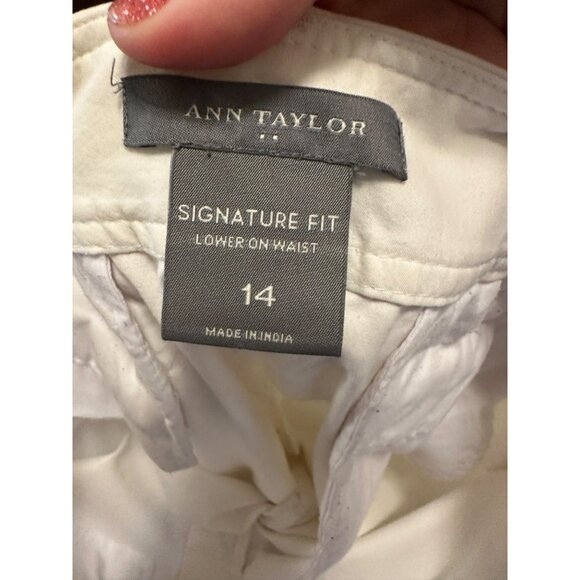 ANN TAYLOR
SIGNATURE FIT
LOWER ON WAIST
14
MADE IN INDIA